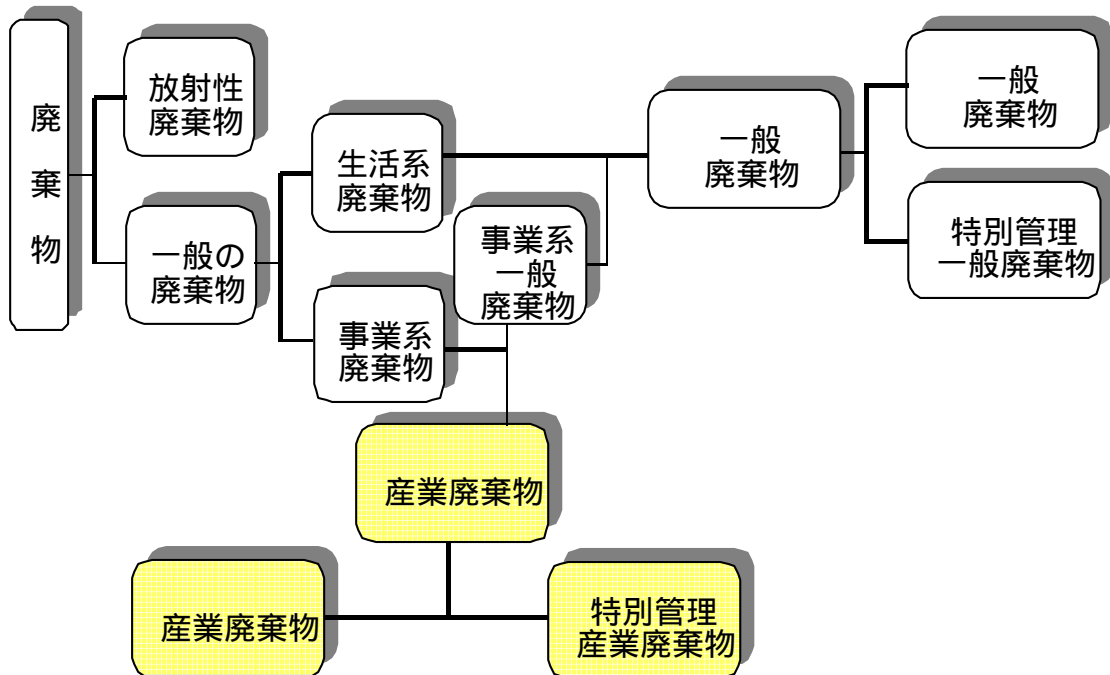 廃棄物
放射性
廃棄物
一般の
廃棄物
生活系
廃棄物
事業系
廃棄物
事業系
一般
廃棄物
一般
廃棄物
一般
廃棄物
特別管理
一般廃棄物
産業廃棄物
産業廃棄物
特別管理
産業廃棄物